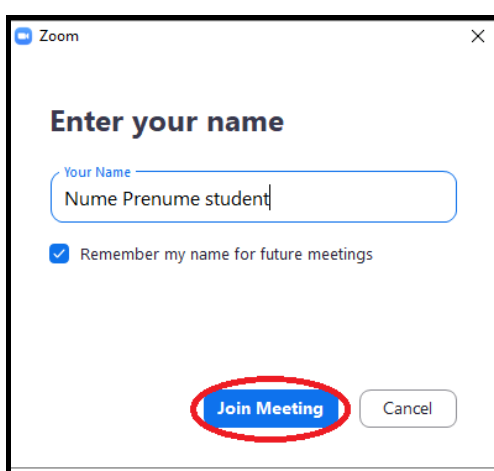 Zoom
Enter your name
Your Name
Nume Prenume student
Remember my name for future meetings
Join Meeting
Cancel